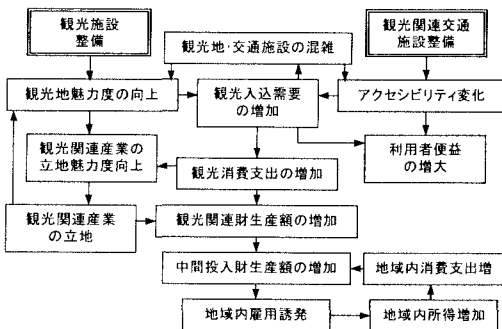 観光施設
整備
観光地・交通施設の混雑
観光関連交通
施設整備
観光地魅力度の向上
観光入込需要
の増加
アクセシビリティ変化
観光関連産業の
立地魅力度向上
利用者便益
の増大
観光消費支出の増加
観光関連産業
の立地
観光関連財生産額の増加
中間投入財生産額の増加
地域内消費支出増
地域内雇用誘発
地域内所得増加